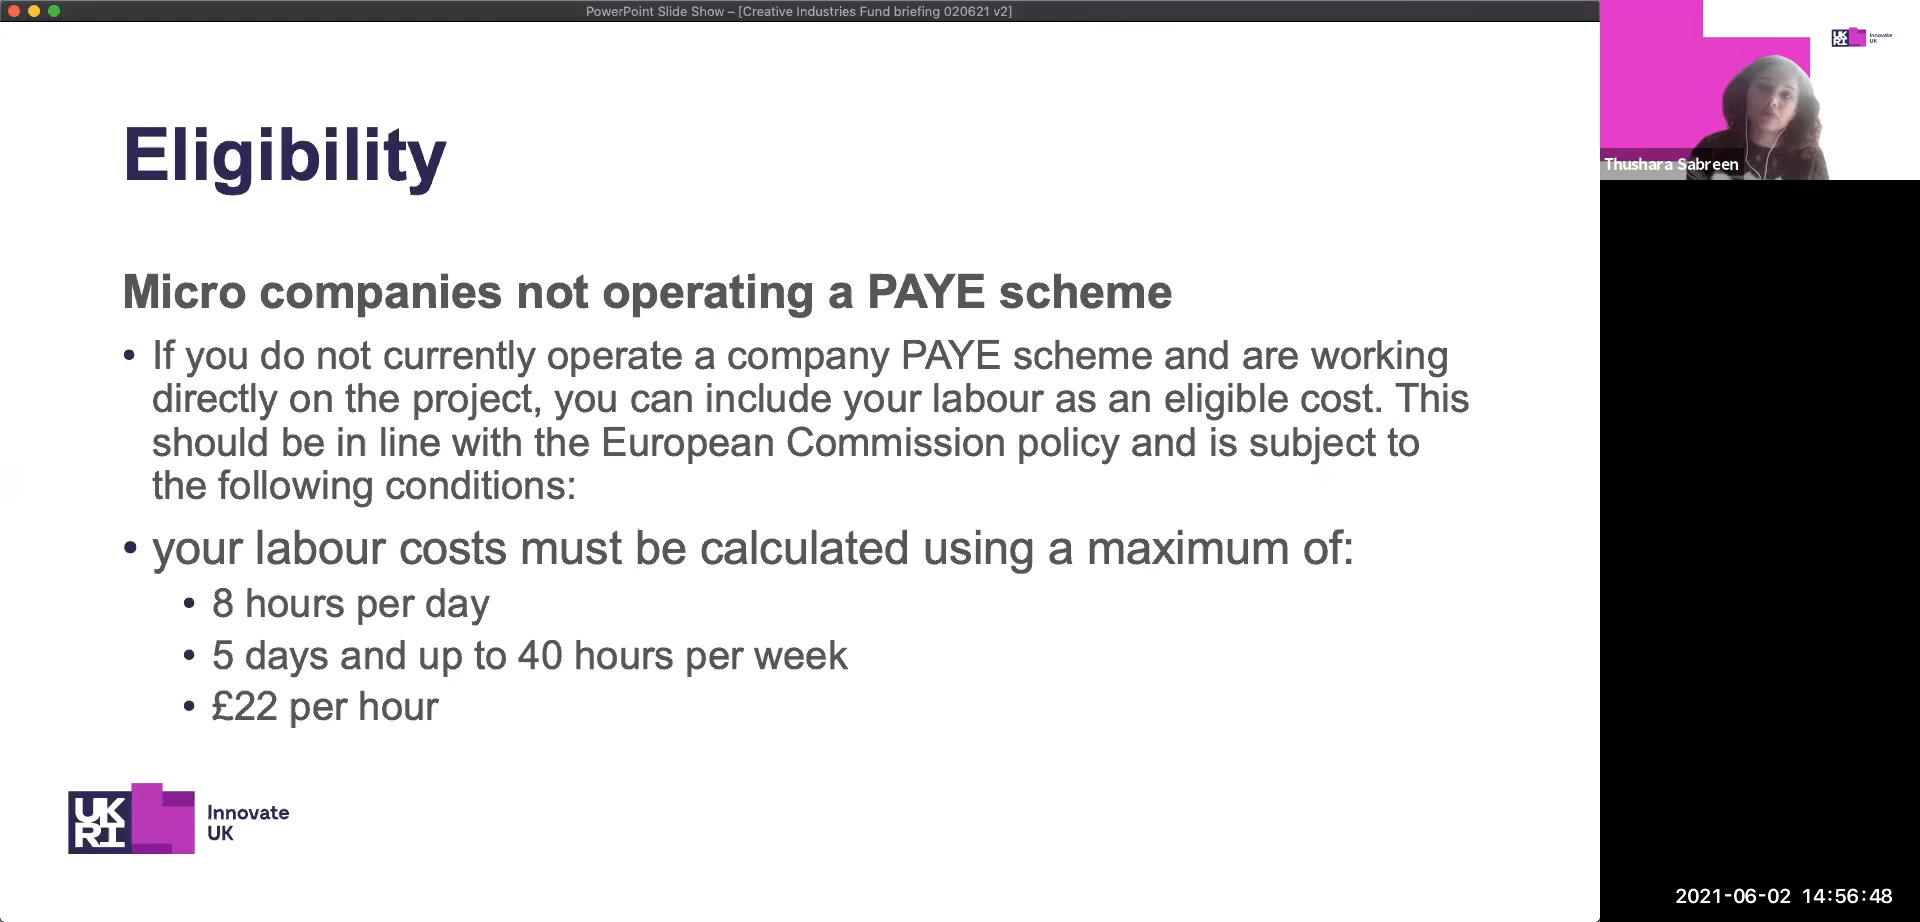 PowerPoint Slide Show – [Creative Industries Fund briefing 020621 v2]
Eligibility
Micro companies not operating a PAYE scheme
• If you do not currently operate a company PAYE scheme and are working
directly on the project, you can include your labour as an eligible cost. This
should be in line with the European Commission policy and is subject to
the following conditions:
• your labour costs must be calculated using a maximum of:
• 8 hours per day
• 5 days and up to 40 hours per week
• £22 per hour
UK
RI
Innovate
UK
UK
RI
Innovate
UK
Thushara Sabreen
2021-06-02 14:56:48